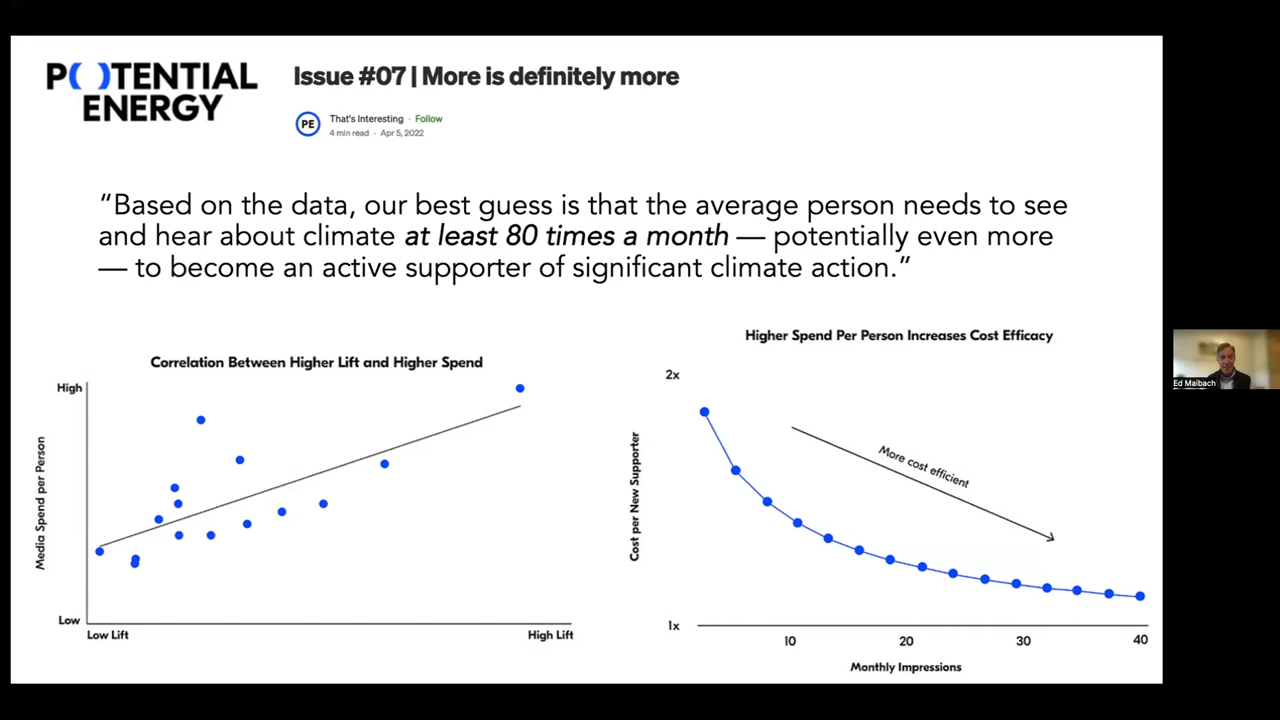 P( )TENTIAL
ENERGY
Issue #07 | More is definitely more
PE
That's Interesting · Follow
4 min read · Apr 5, 2022
“Based on the data, our best guess is that the average person needs to see
and hear about climate at least 80 times a month — potentially even more
— to become an active supporter of significant climate action.”
Correlation Between Higher Lift and Higher Spend
High
Media Spend per Person
Low
Low Lift
High Lift
Higher Spend Per Person Increases Cost Efficacy
2x
Cost per New Supporter
More cost efficient
1x
10
20
30
40
Monthly Impressions
Ed Maibach